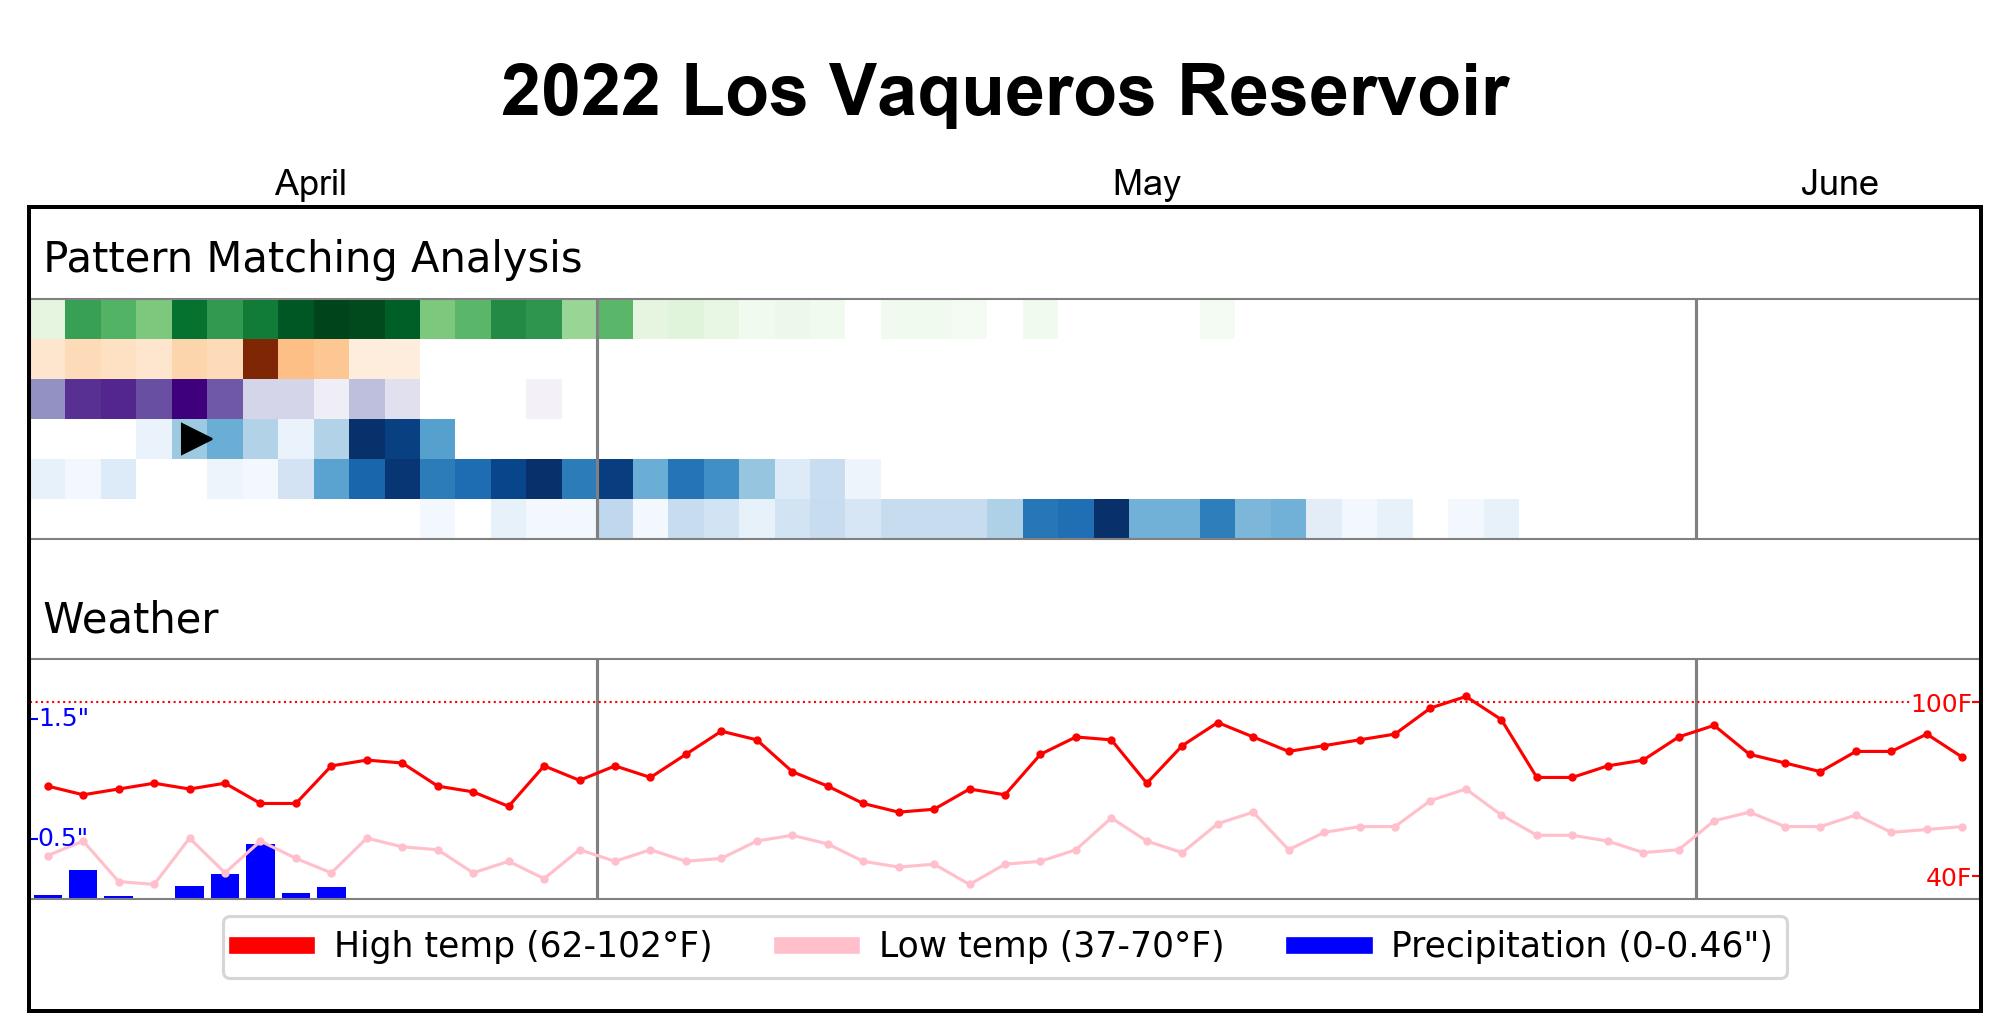 2022 Los Vaqueros Reservoir
April May June
Pattern Matching Analysis
Weather
1.5"
100F
0.5"
40F
High temp (62-102°F) Low temp (37-70°F) Precipitation (0-0.46")